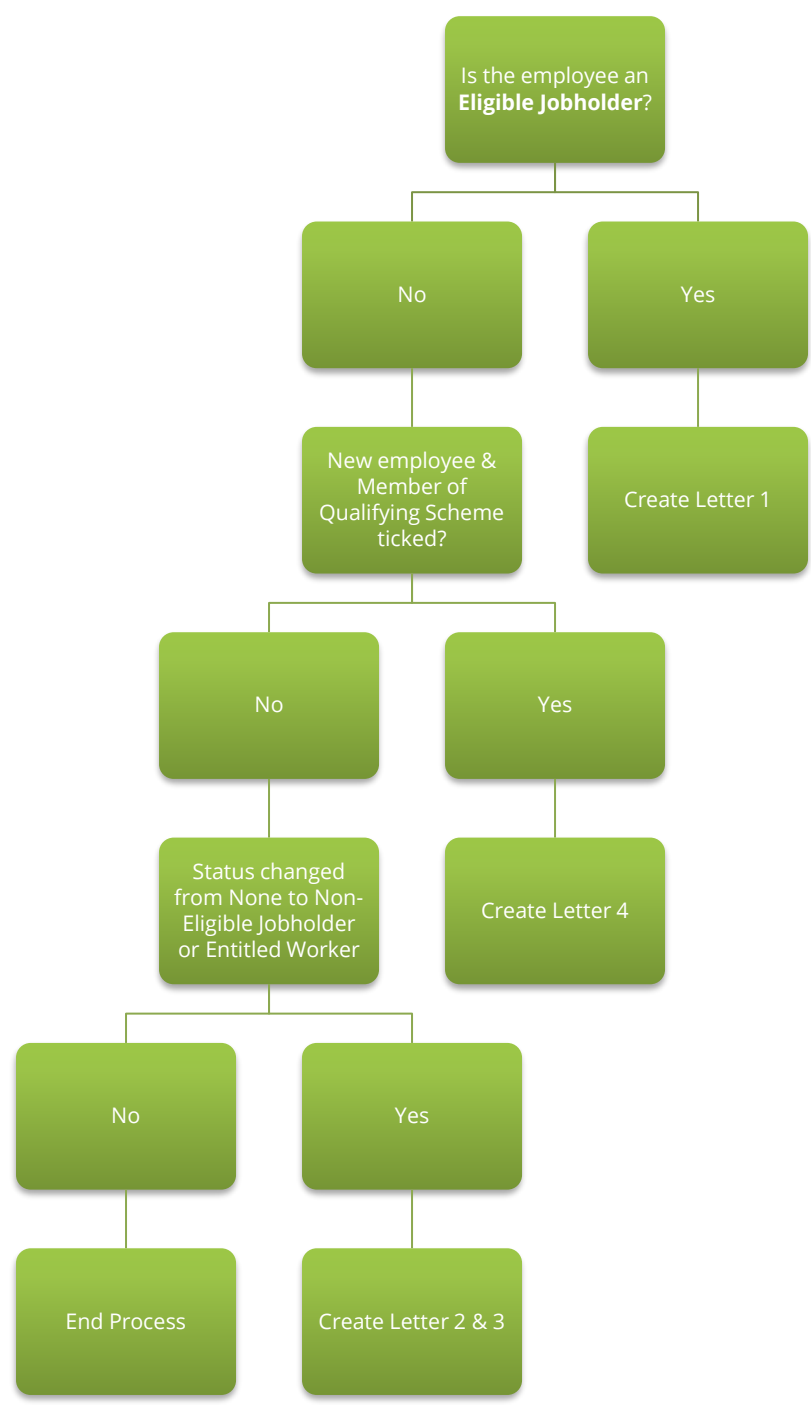 Is the employee an
Eligible Jobholder?
No
Yes
New employee &
Member of
Qualifying Scheme
ticked?
Create Letter 1
No
Yes
Status changed
from None to Non-
Eligible Jobholder
or Entitled Worker
Create Letter 4
No
Yes
End Process
Create Letter 2 & 3